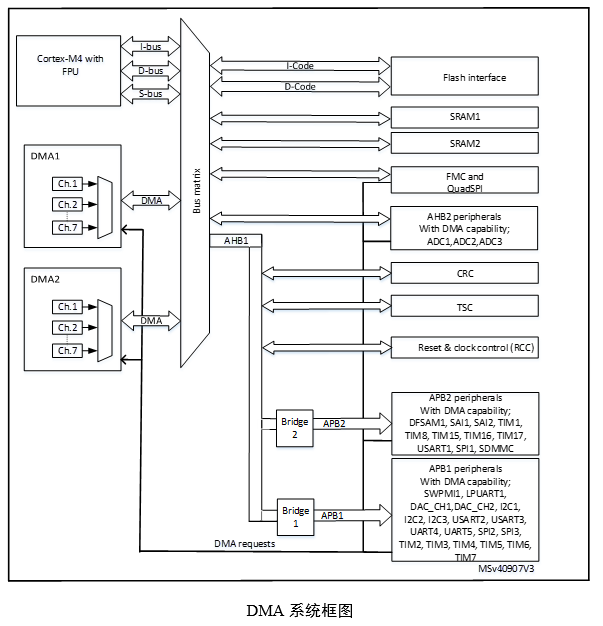 Cortex-M4 with
FPU
I-bus
D-bus
S-bus
DMA1
Ch.1
Ch.2
Ch.7
DMA
DMA2
Ch.1
Ch.2
Ch.7
DMA
Bus matrix
I-Code
D-Code
Flash interface
SRAM1
SRAM2
FMC and
QuadSPI
AHB2 peripherals
With DMA capability;
ADC1,ADC2,ADC3
AHB1
CRC
TSC
Reset & clock control (RCC)
Bridge
2
APB2
APB2 peripherals
With DMA capability;
DFSAM1, SAI1, SAI2, TIM1,
TIM8, TIM15, TIM16, TIM17,
USART1, SPI1, SDMMC
Bridge
1
APB1
APB1 peripherals
With DMA capability;
SWPMI1, LPUART1,
DAC_CH1,DAC_CH2, I2C1,
I2C2, I2C3, USART2, USART3,
UART4, UART5, SPI2, SPI3,
TIM2, TIM3, TIM4, TIM5, TIM6,
TIM7
DMA requests
MSv40907V3
DMA 系统框图